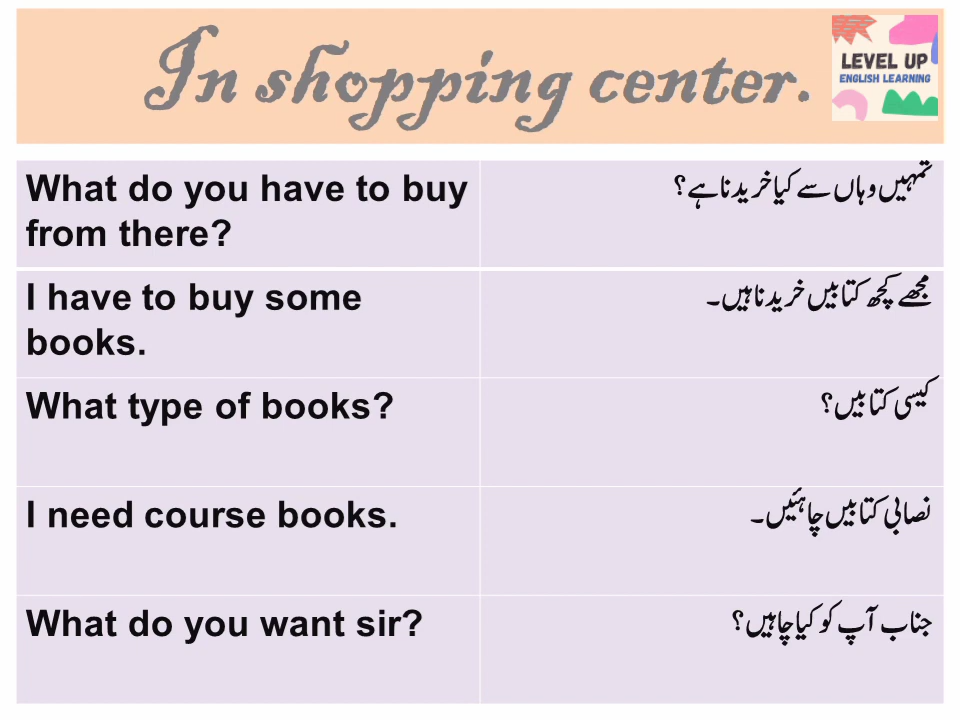 In shopping center.
LEVEL UP
ENGLISH LEARNING
What do you have to buy
from there?
تمہیں وہاں سے کیا خریدنا ہے؟
I have to buy some
books.
مجھے کچھ کتابیں خریدنا ہیں۔
What type of books?
کیسی کتابیں؟
I need course books.
نصابی کتابیں چاہئیں۔
What do you want sir?
جناب آپ کو کیا چاہیں؟